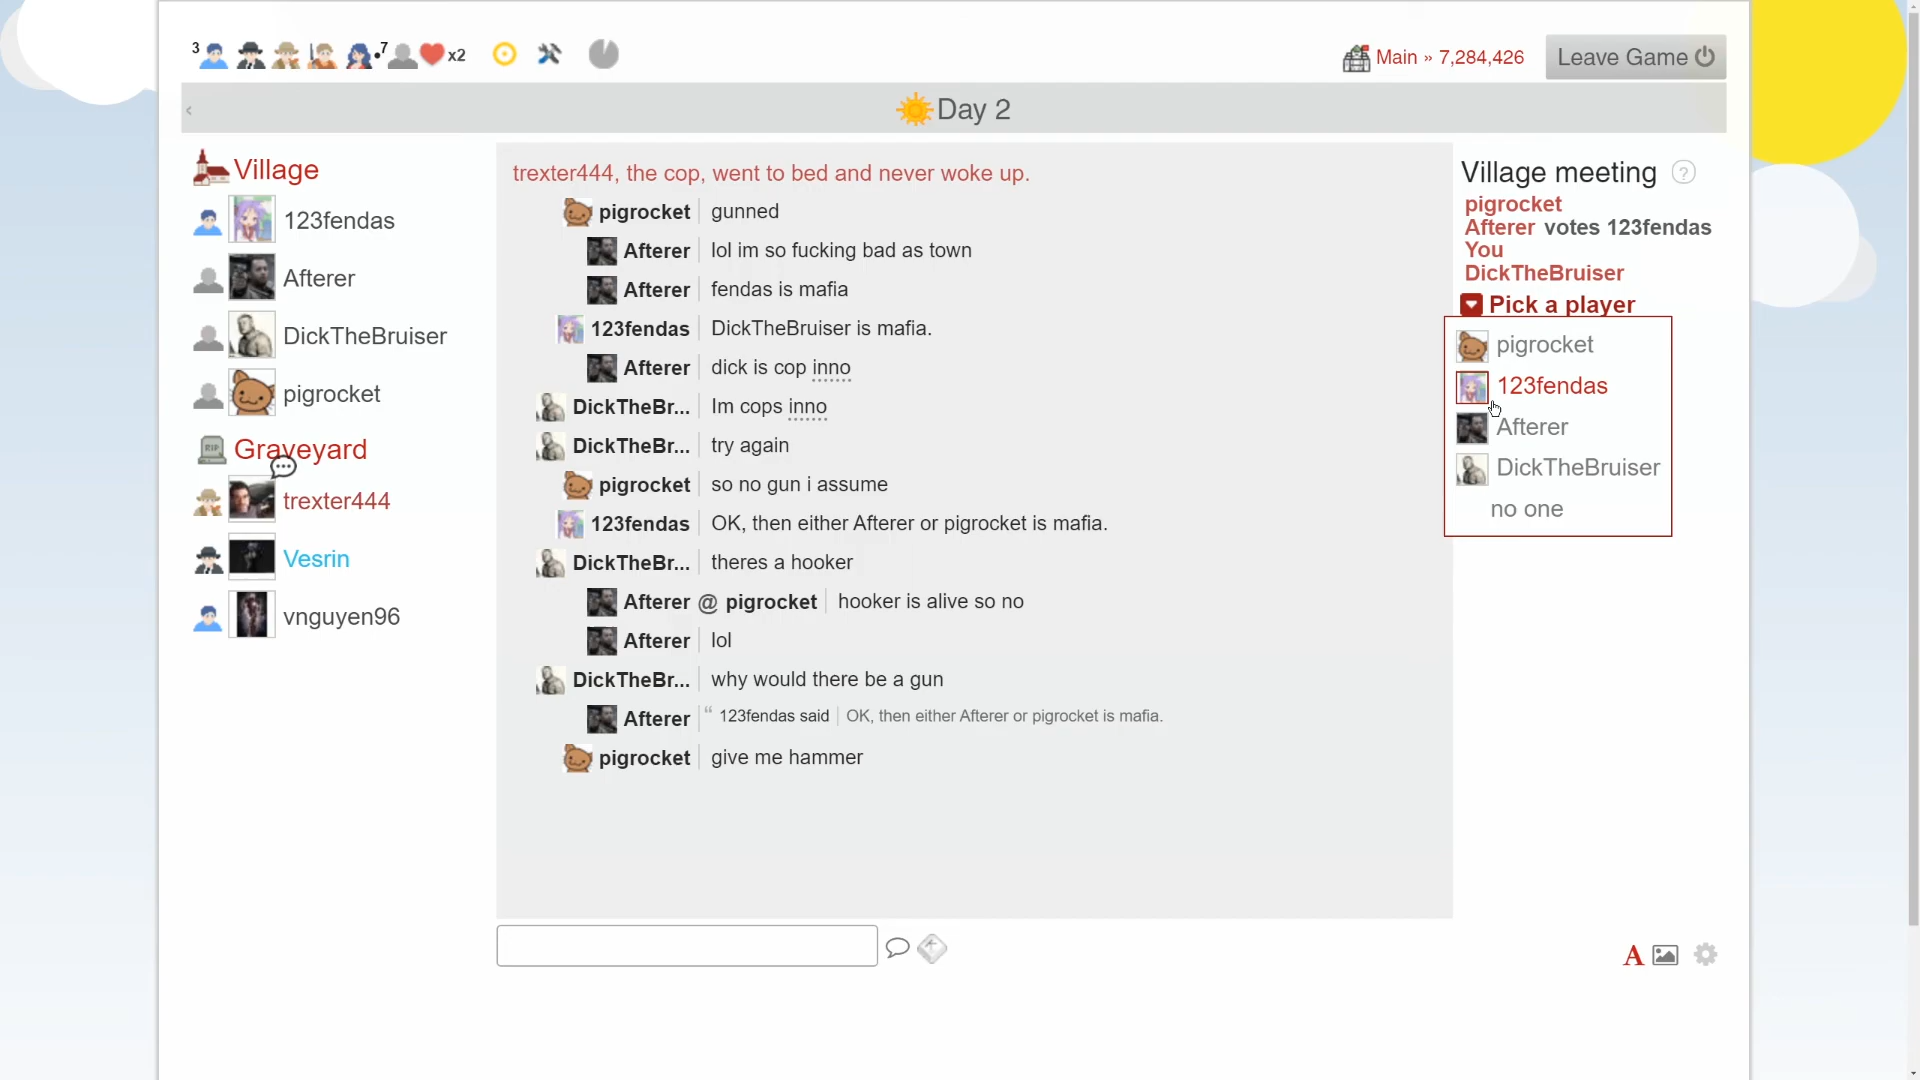 3 7 x2
Main » 7,284,426
Leave Game
‹ Day 2
Village
123fendas
Afterer
DickTheBruiser
pigrocket
Graveyard
trexter444
Vesrin
vnguyen96
trexter444, the cop, went to bed and never woke up.
pigrocket gunned
Afterer lol im so fucking bad as town
Afterer fendas is mafia
123fendas DickTheBruiser is mafia.
Afterer dick is cop inno
DickTheBr... Im cops inno
DickTheBr... try again
pigrocket so no gun i assume
123fendas OK, then either Afterer or pigrocket is mafia.
DickTheBr... theres a hooker
Afterer @ pigrocket hooker is alive so no
Afterer lol
DickTheBr... why would there be a gun
Afterer “ 123fendas said OK, then either Afterer or pigrocket is mafia.
pigrocket give me hammer
Village meeting ?
pigrocket
Afterer votes 123fendas
You
DickTheBruiser
Pick a player
pigrocket
123fendas
Afterer
DickTheBruiser
no one
RIP
A